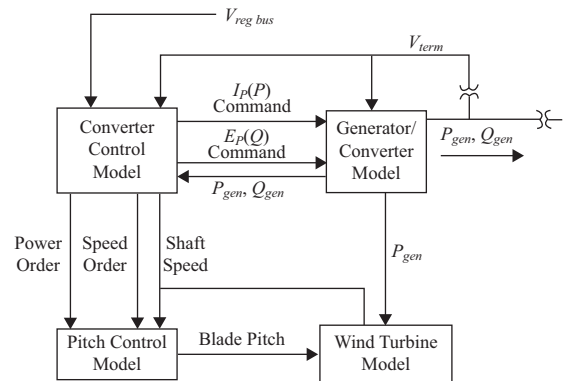 V_reg bus
V_term
I_P(P)
Command
Converter
Control
Model
E_P(Q)
Command
Generator/
Converter
Model
P_gen, Q_gen
P_gen, Q_gen
Power
Order
Speed
Order
Shaft
Speed
P_gen
Pitch Control
Model
Blade Pitch
Wind Turbine
Model